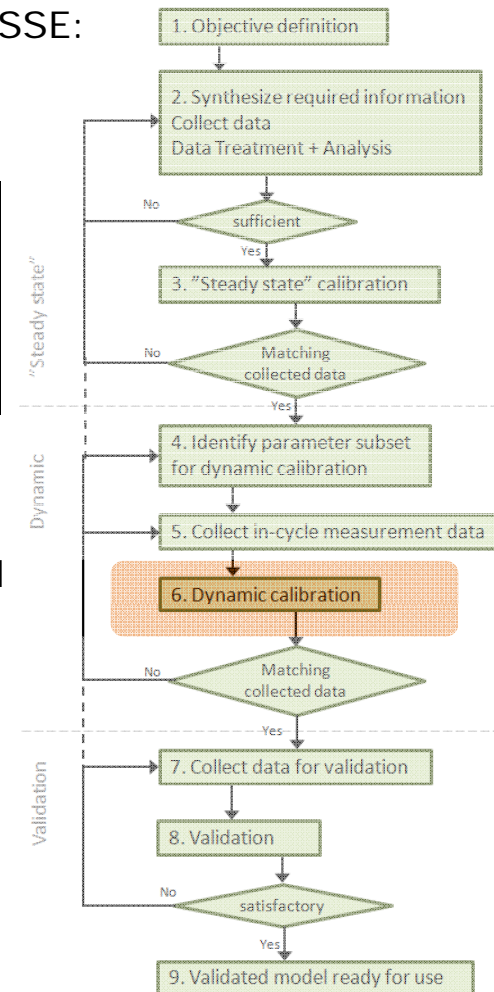 SSE:
1. Objective definition
2. Synthesize required information
Collect data
Data Treatment + Analysis
No
sufficient
Yes
"Steady state"
3. "Steady state" calibration
No
Matching
collected data
Yes
Dynamic
4. Identify parameter subset
for dynamic calibration
5. Collect in-cycle measurement data
6. Dynamic calibration
No
Matching
collected data
Yes
Validation
7. Collect data for validation
8. Validation
No
satisfactory
Yes
9. Validated model ready for use